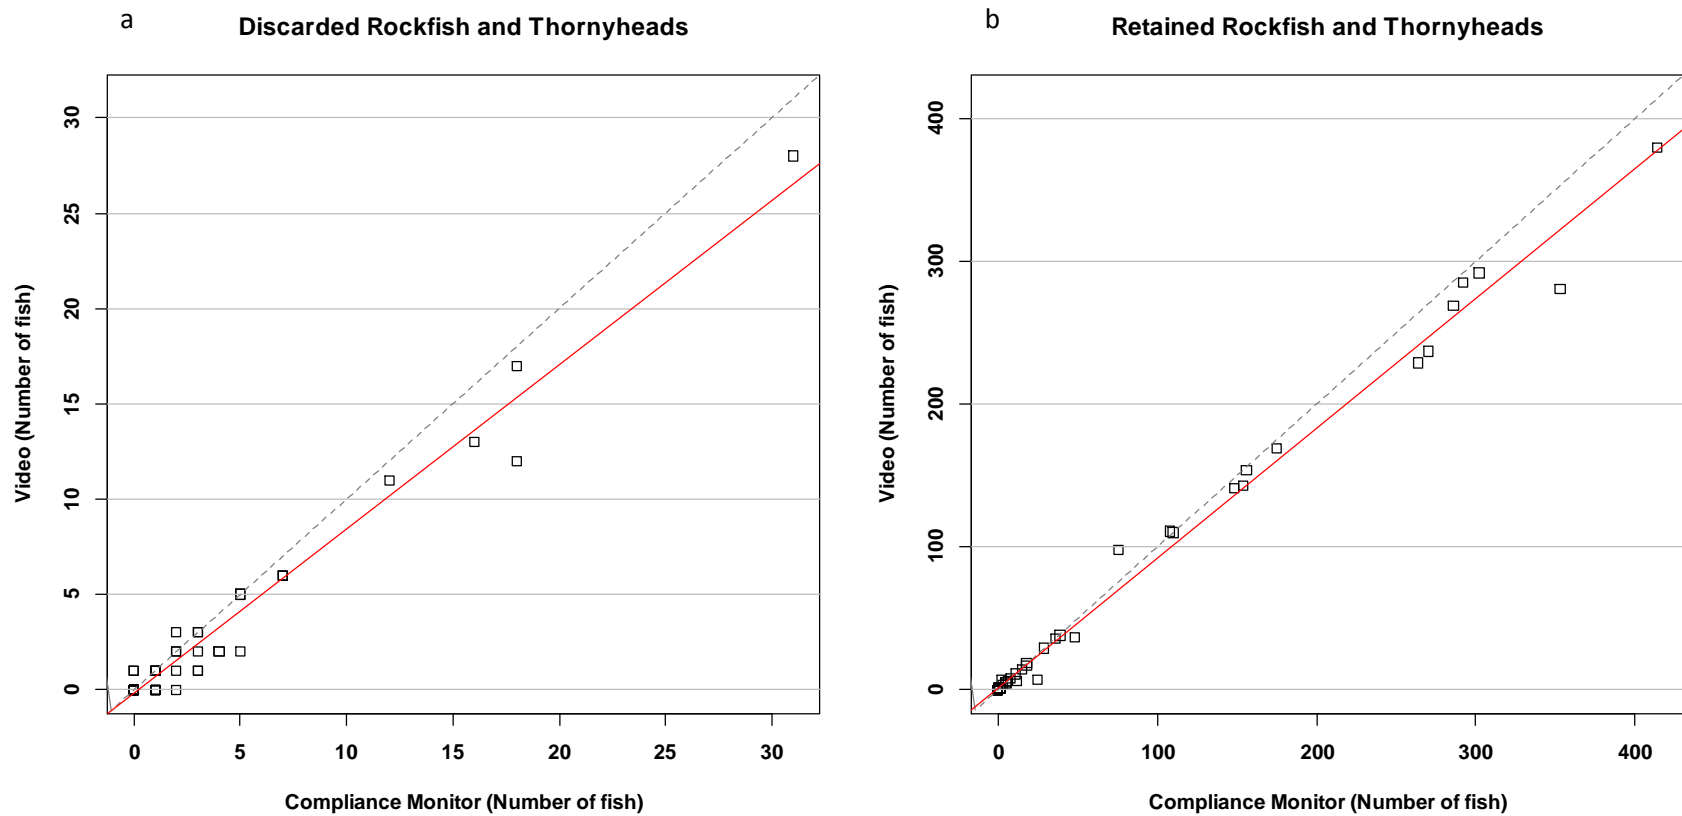 a
Discarded Rockfish and Thornyheads
Video (Number of fish)
30
25
20
15
10
5
0
0 5 10 15 20 25 30
Compliance Monitor (Number of fish)
b
Retained Rockfish and Thornyheads
Video (Number of fish)
400
300
200
100
0
0 100 200 300 400
Compliance Monitor (Number of fish)